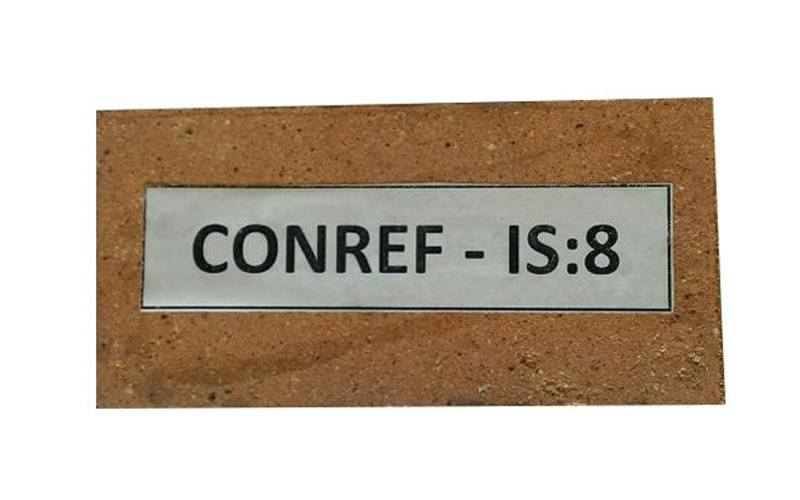 CONREF - IS:8